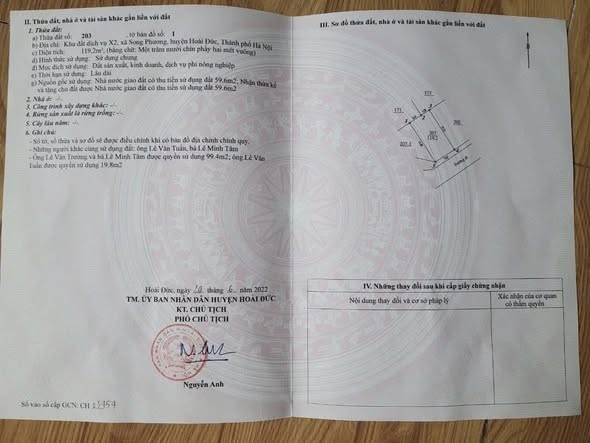 II. Thửa đất, nhà ở và tài sản khác gắn liền với đất
1. Thửa đất:
a) Thửa đất số: 203 , tờ bản đồ số: 1
b) Địa chỉ: Khu đất dịch vụ X2, xã Song Phương, huyện Hoài Đức, Thành phố Hà Nội
c) Diện tích: 119,2m², (bằng chữ: Một trăm mười chín phảy hai mét vuông)
d) Hình thức sử dụng: Sử dụng chung
đ) Mục đích sử dụng: Đất sản xuất, kinh doanh, dịch vụ phi nông nghiệp.
e) Thời hạn sử dụng: Lâu dài
g) Nguồn gốc sử dụng: Nhà nước giao đất có thu tiền sử dụng đất 59.6m2; Nhận thừa kế
và tặng cho đất được Nhà nước giao đất có thu tiền sử dụng đất 59.6m2
2. Nhà ở: -/-
3. Công trình xây dựng khác: -/-
4. Rừng sản xuất là rừng trồng: -/-
5. Cây lâu năm: -/-
6. Ghi chú:
- Số tờ, số thửa và sơ đồ sẽ được điều chỉnh khi có bản đồ địa chính chính quy.
- Những người khác cùng sử dụng đất: ông Lê Văn Tuấn, bà Lê Minh Tâm
- Ông Lê Văn Trường và bà Lê Minh Tâm được quyền sử dụng 99.4m2; ông Lê Văn
Tuấn được quyền sử dụng 19.8m2
Hoài Đức, ngày tháng năm 2022
TM. ỦY BAN NHÂN DÂN HUYỆN HOÀI ĐỨC
KT. CHỦ TỊCH
PHÓ CHỦ TỊCH
Nguyễn Anh
Số vào sổ cấp GCN: CH
III. Sơ đồ thửa đất, nhà ở và tài sản khác gắn liền với đất
171
203
119.2
IV. Những thay đổi sau khi cấp giấy chứng nhận
Nội dung thay đổi và cơ sở pháp lý
Xác nhận của cơ quan
có thẩm quyền